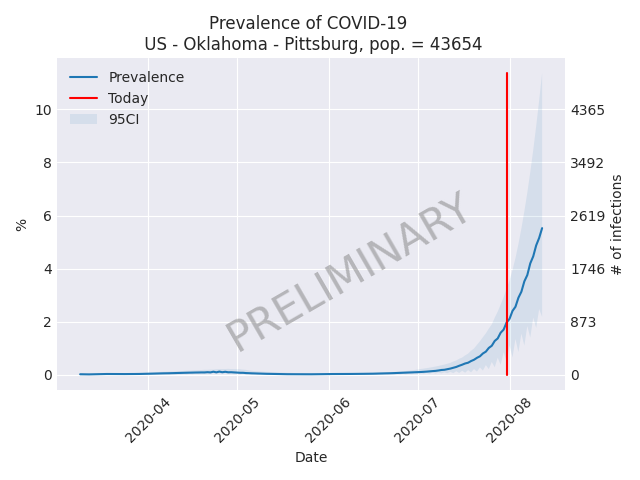 Prevalence of COVID-19
US - Oklahoma - Pittsburg, pop. = 43654
Prevalence
Today
95CI
10
8
6
4
2
0
%
4365
3492
2619
1746
873
0
# of infections
PRELIMINARY
2020-04
2020-05
2020-06
2020-07
2020-08
Date